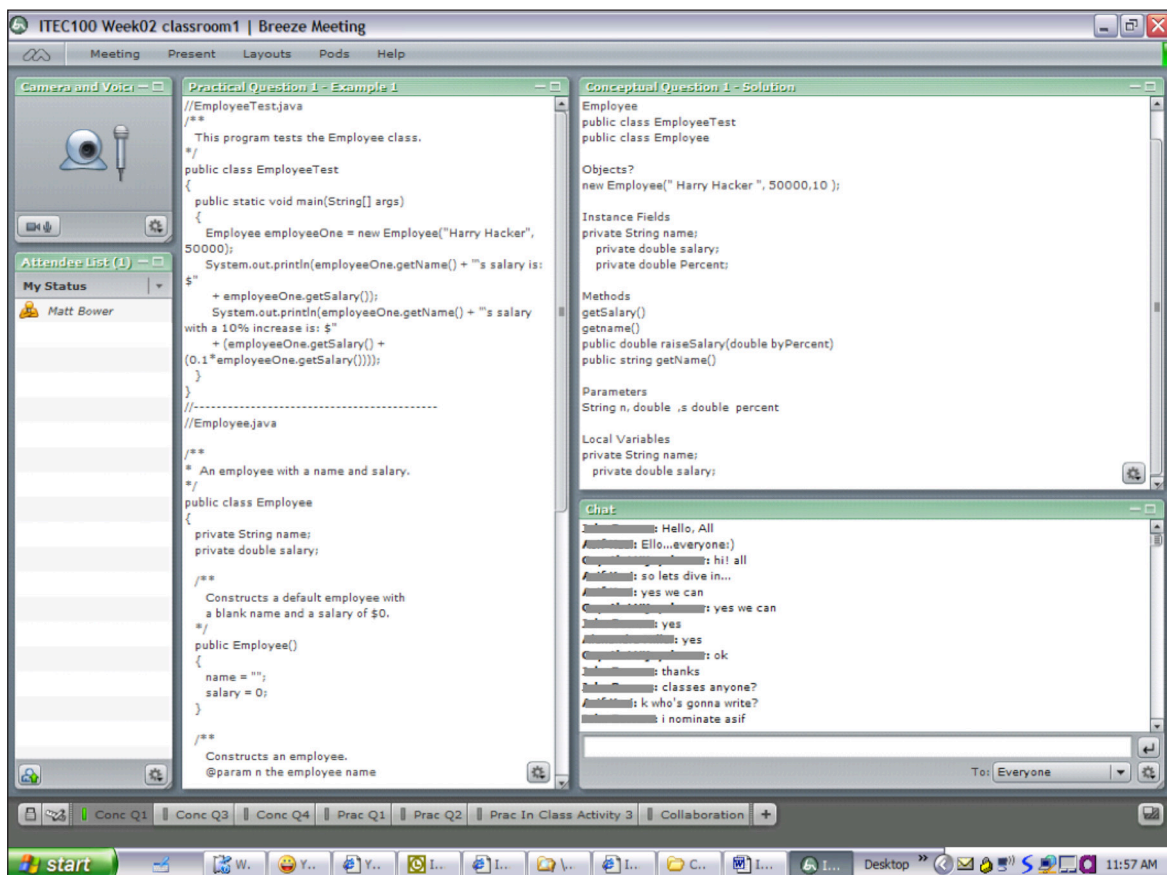 ITEC100 Week02 classroom1 | Breeze Meeting
Meeting Present Layouts Pods Help
Camera and Voic
My Status
Attendee List (1)
Matt Bower
Practical Question 1 - Example 1
//EmployeeTest.java
/**
This program tests the Employee class.
*/
public class EmployeeTest
{
public static void main(String[] args)
{
Employee employeeOne = new Employee("Harry Hacker",
50000);
System.out.println(employeeOne.getName() + "'s salary is:
$"
+ employeeOne.getSalary());
System.out.println(employeeOne.getName() + "'s salary
with a 10% increase is: $"
+ (employeeOne.getSalary() +
(0.1*employeeOne.getSalary())));
}
}
//-------------------------------------------
//Employee.java
/**
* An employee with a name and salary.
*/
public class Employee
{
private String name;
private double salary;
/**
Constructs a default employee with
a blank name and a salary of $0.
*/
public Employee()
{
name = "";
salary = 0;
}
/**
Constructs an employee.
@param n the employee name
Conceptual Question 1 - Solution
Employee
public class EmployeeTest
public class Employee
Objects?
new Employee(" Harry Hacker ", 50000,10 );
Instance Fields
private String name;
private double salary;
private double Percent;
Methods
getSalary()
getname()
public double raiseSalary(double byPercent)
public string getName()
Parameters
String n, double ,s double percent
Local Variables
private String name;
private double salary;
Chat
: Hello, All
: Ello...everyone:)
: hi! all
: so lets dive in...
: yes we can
: yes we can
: yes
: yes
: ok
: thanks
: classes anyone?
: k who's gonna write?
: i nominate asif
To: Everyone
Conc Q1 Conc Q3 Conc Q4 Prac Q1 Prac Q2 Prac In Class Activity 3 Collaboration +
start W.. Y.. Y.. I... I... \.. I... C... I... I... Desktop » 11:57 AM